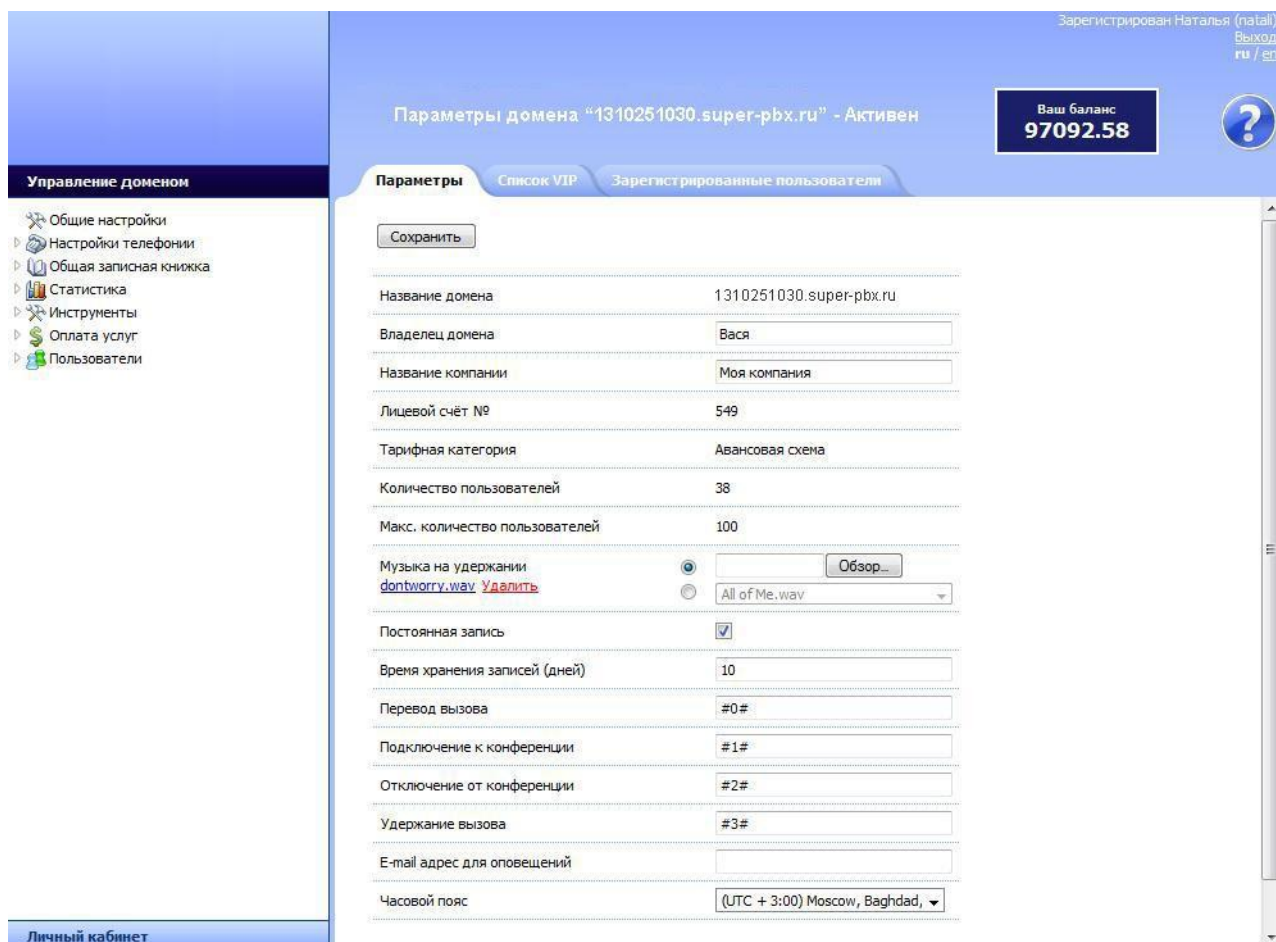 Зарегистрирован Наталья (natali)
Выход
ru / en
Параметры домена "1310251030.super-pbx.ru" - Активен
Ваш баланс
97092.58
?
Управление доменом
Параметры Список VIP Зарегистрированные пользователи
Общие настройки
Настройки телефонии
Общая записная книжка
Статистика
Инструменты
Оплата услуг
Пользователи
Сохранить
Название домена 1310251030.super-pbx.ru
Владелец домена Вася
Название компании Моя компания
Лицевой счёт № 549
Тарифная категория Авансовая схема
Количество пользователей 38
Макс. количество пользователей 100
Музыка на удержании Обзор...
dontworry.wav Удалить All of Me.wav
Постоянная запись
Время хранения записей (дней) 10
Перевод вызова #0#
Подключение к конференции #1#
Отключение от конференции #2#
Удержание вызова #3#
E-mail адрес для оповещений
Часовой пояс (UTC + 3:00) Moscow, Baghdad,
Личный кабинет